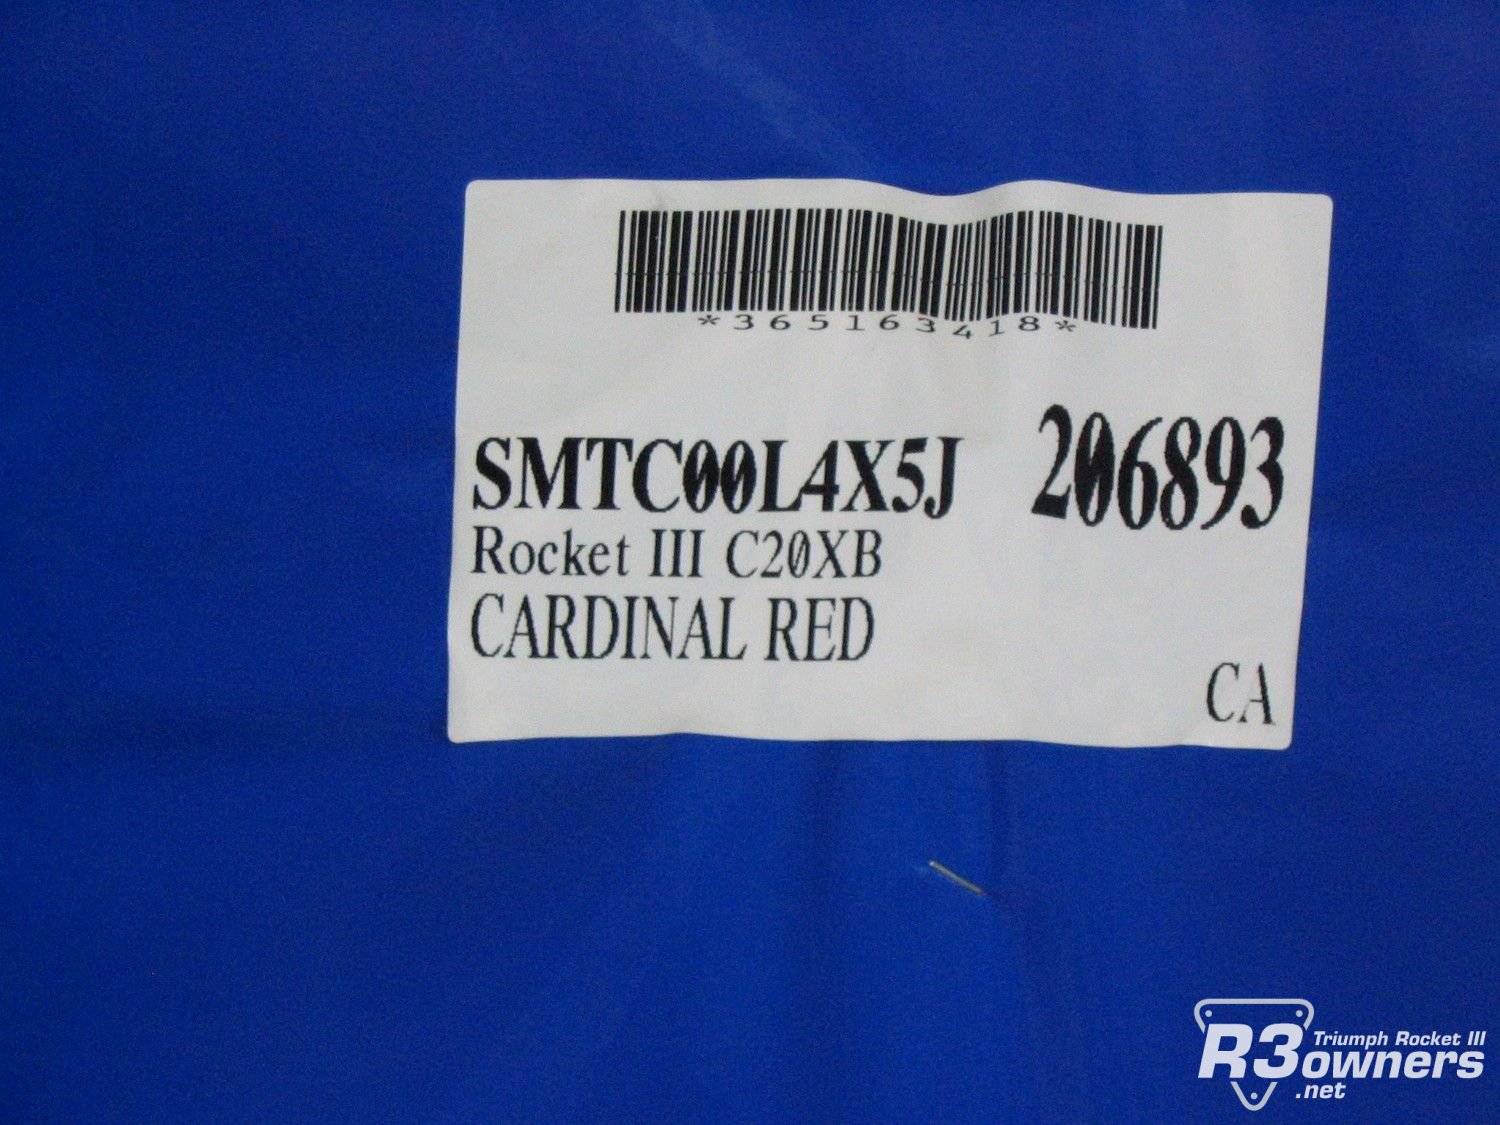 *365163418*
SMTC00L4X5J 206893
Rocket III C20XB
CARDINAL RED
CA
R3owners
Triumph Rocket III
.net